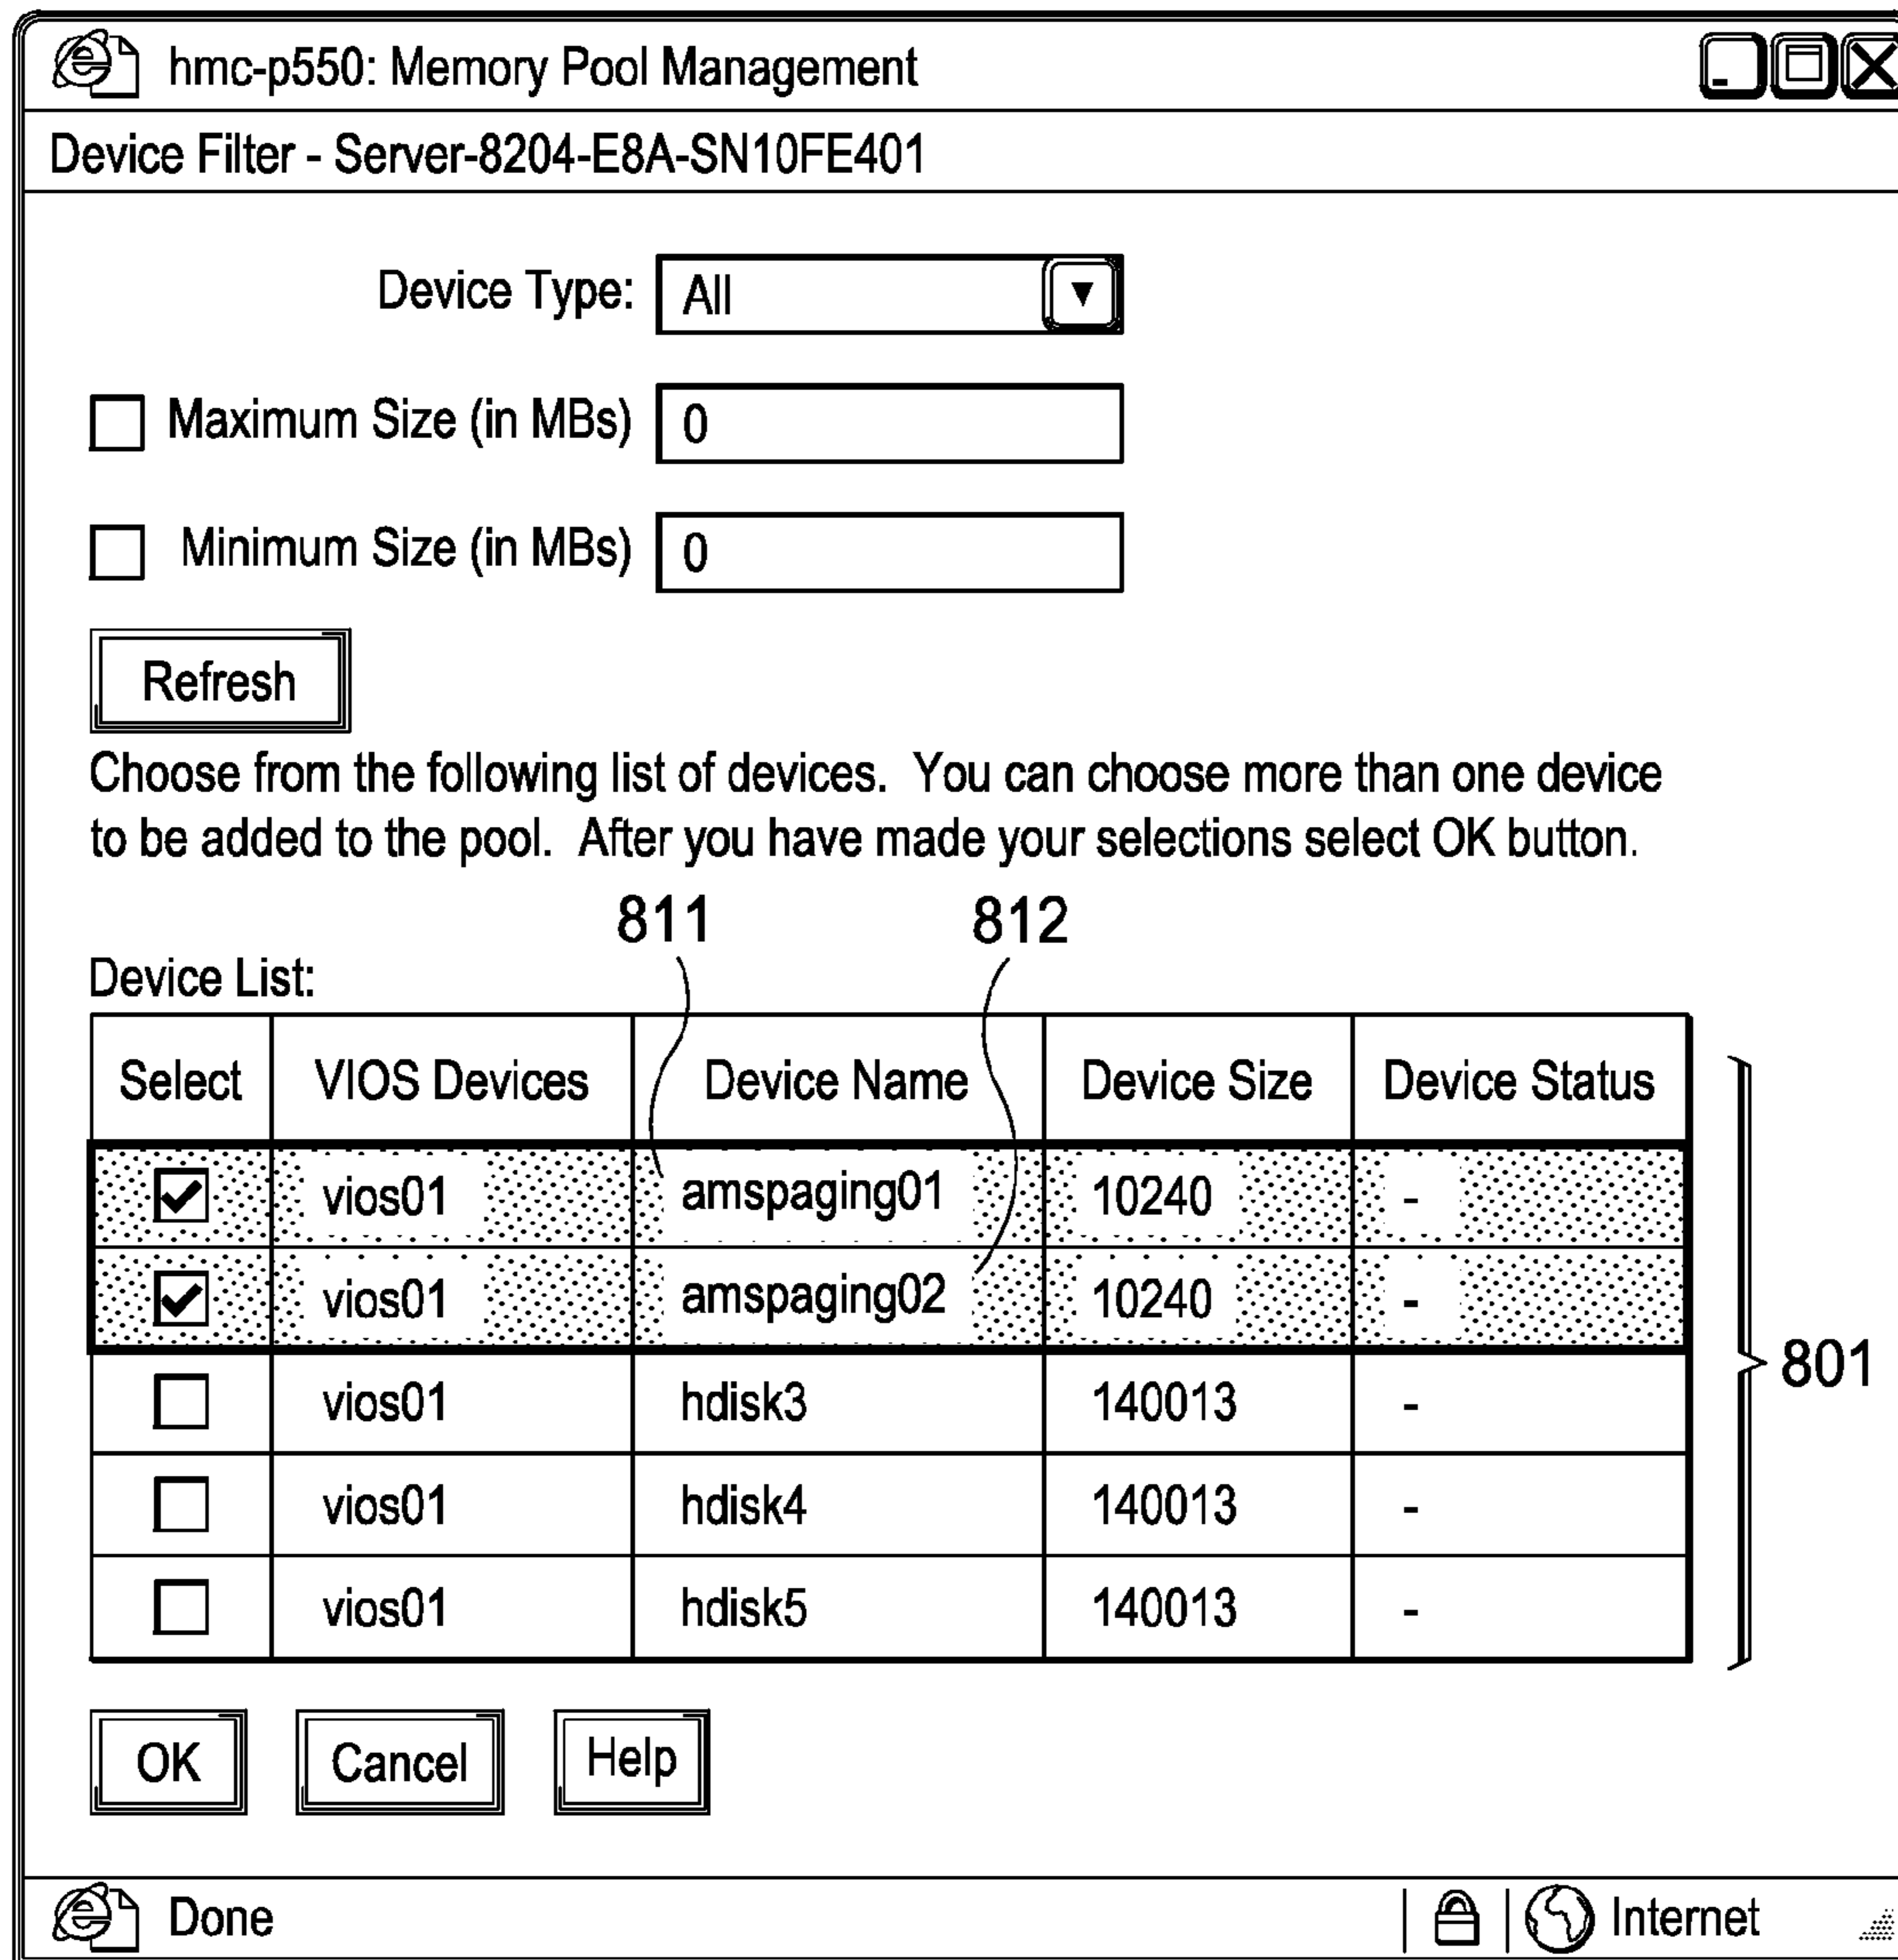 hmc-p550: Memory Pool Management
Device Filter - Server-8204-E8A-SN10FE401
Device Type: All
Maximum Size (in MBs) 0
Minimum Size (in MBs) 0
Refresh
Choose from the following list of devices. You can choose more than one device
to be added to the pool. After you have made your selections select OK button.
811 812
Device List:
Select VIOS Devices Device Name Device Size Device Status
vios01 amspaging01 10240 -
vios01 amspaging02 10240 -
801
vios01 hdisk3 140013 -
vios01 hdisk4 140013 -
vios01 hdisk5 140013 -
OK Cancel Help
Done Internet